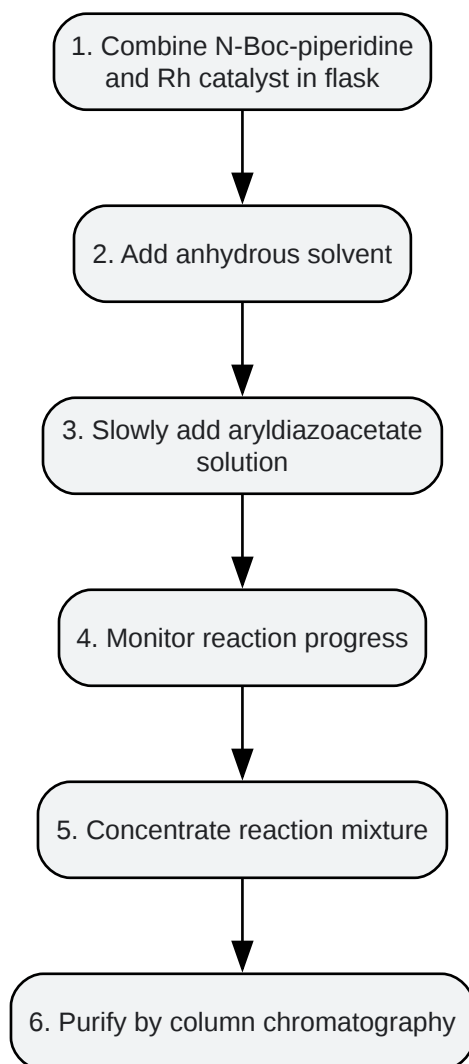 1. Combine N-Boc-piperidine
and Rh catalyst in flask
2. Add anhydrous solvent
3. Slowly add aryldiazoacetate
solution
4. Monitor reaction progress
5. Concentrate reaction mixture
6. Purify by column chromatography